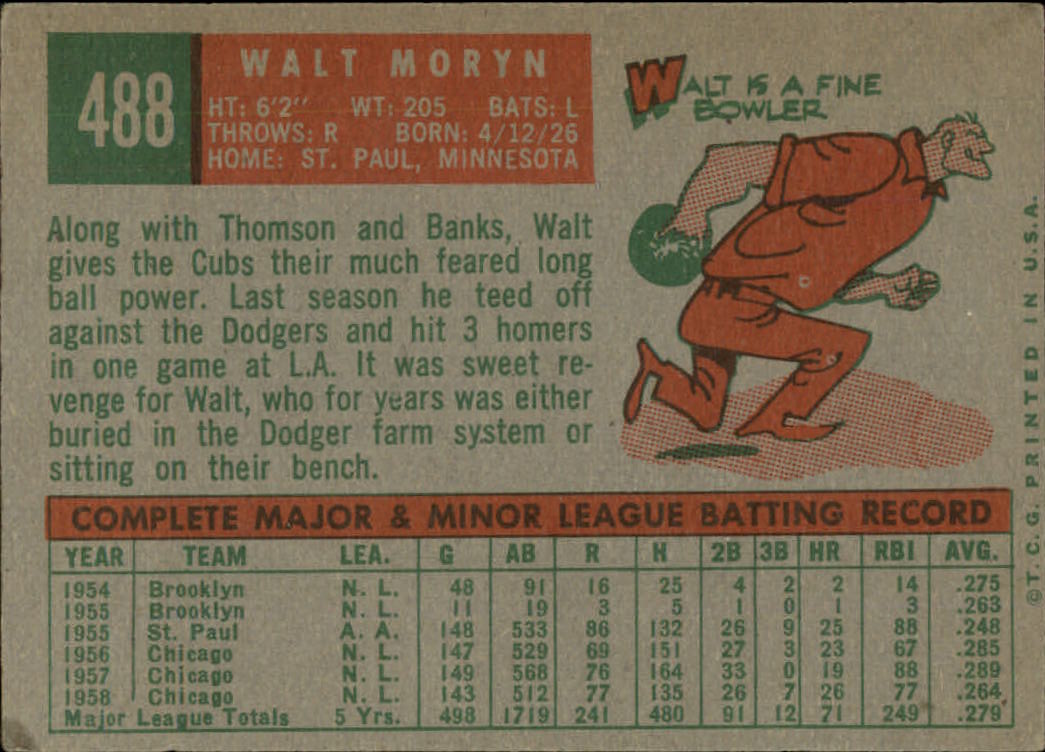 488
WALT MORYN
HT: 6'2" WT: 205 BATS: L
THROWS: R BORN: 4/12/26
HOME: ST. PAUL, MINNESOTA
WALT IS A FINE
BOWLER
Along with Thomson and Banks, Walt
gives the Cubs their much feared long
ball power. Last season he teed off
against the Dodgers and hit 3 homers
in one game at L.A. It was sweet re-
venge for Walt, who for years was either
buried in the Dodger farm system or
sitting on their bench.
COMPLETE MAJOR & MINOR LEAGUE BATTING RECORD
YEAR TEAM LEA. G AB R H 2B 3B HR RBI AVG.
1954 Brooklyn N. L. 48 91 16 25 4 2 2 14 .275
1955 Brooklyn N. L. 11 19 3 5 1 0 1 3 .263
1955 St. Paul A. A. 148 533 86 132 26 9 25 88 .248
1956 Chicago N. L. 147 529 69 151 27 3 23 67 .285
1957 Chicago N. L. 149 568 76 164 33 0 19 88 .289
1958 Chicago N. L. 143 512 77 135 26 7 26 77 .264
Major League Totals 5 Yrs. 498 1719 241 480 91 12 71 249 .279
©T. C. G. PRINTED IN U.S.A.